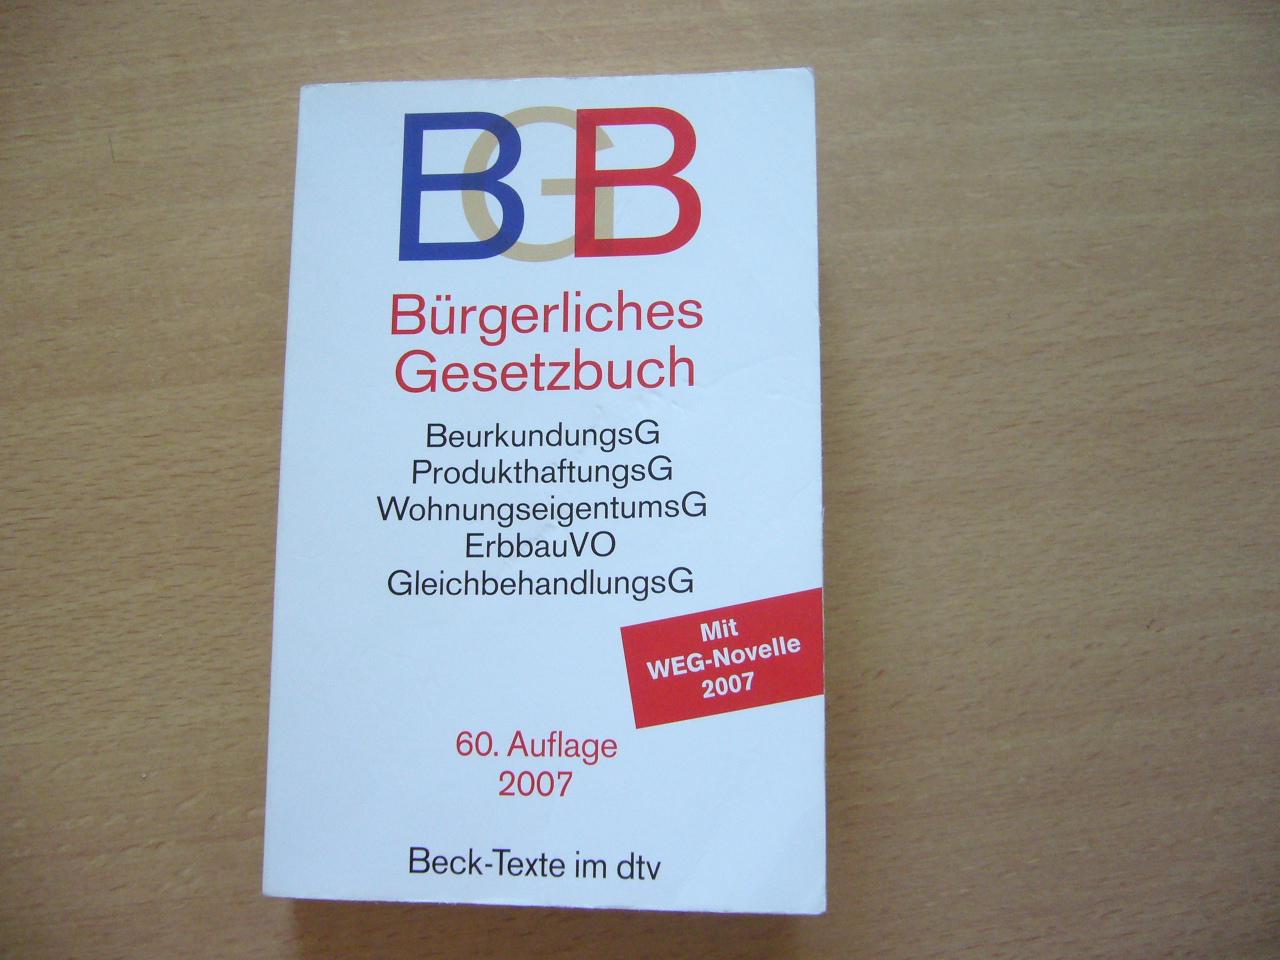 BGB
Bürgerliches
Gesetzbuch
BeurkundungsG
ProdukthaftungsG
WohnungseigentumsG
ErbbauVO
GleichbehandlungsG
Mit
WEG-Novelle
2007
60. Auflage
2007
Beck-Texte im dtv